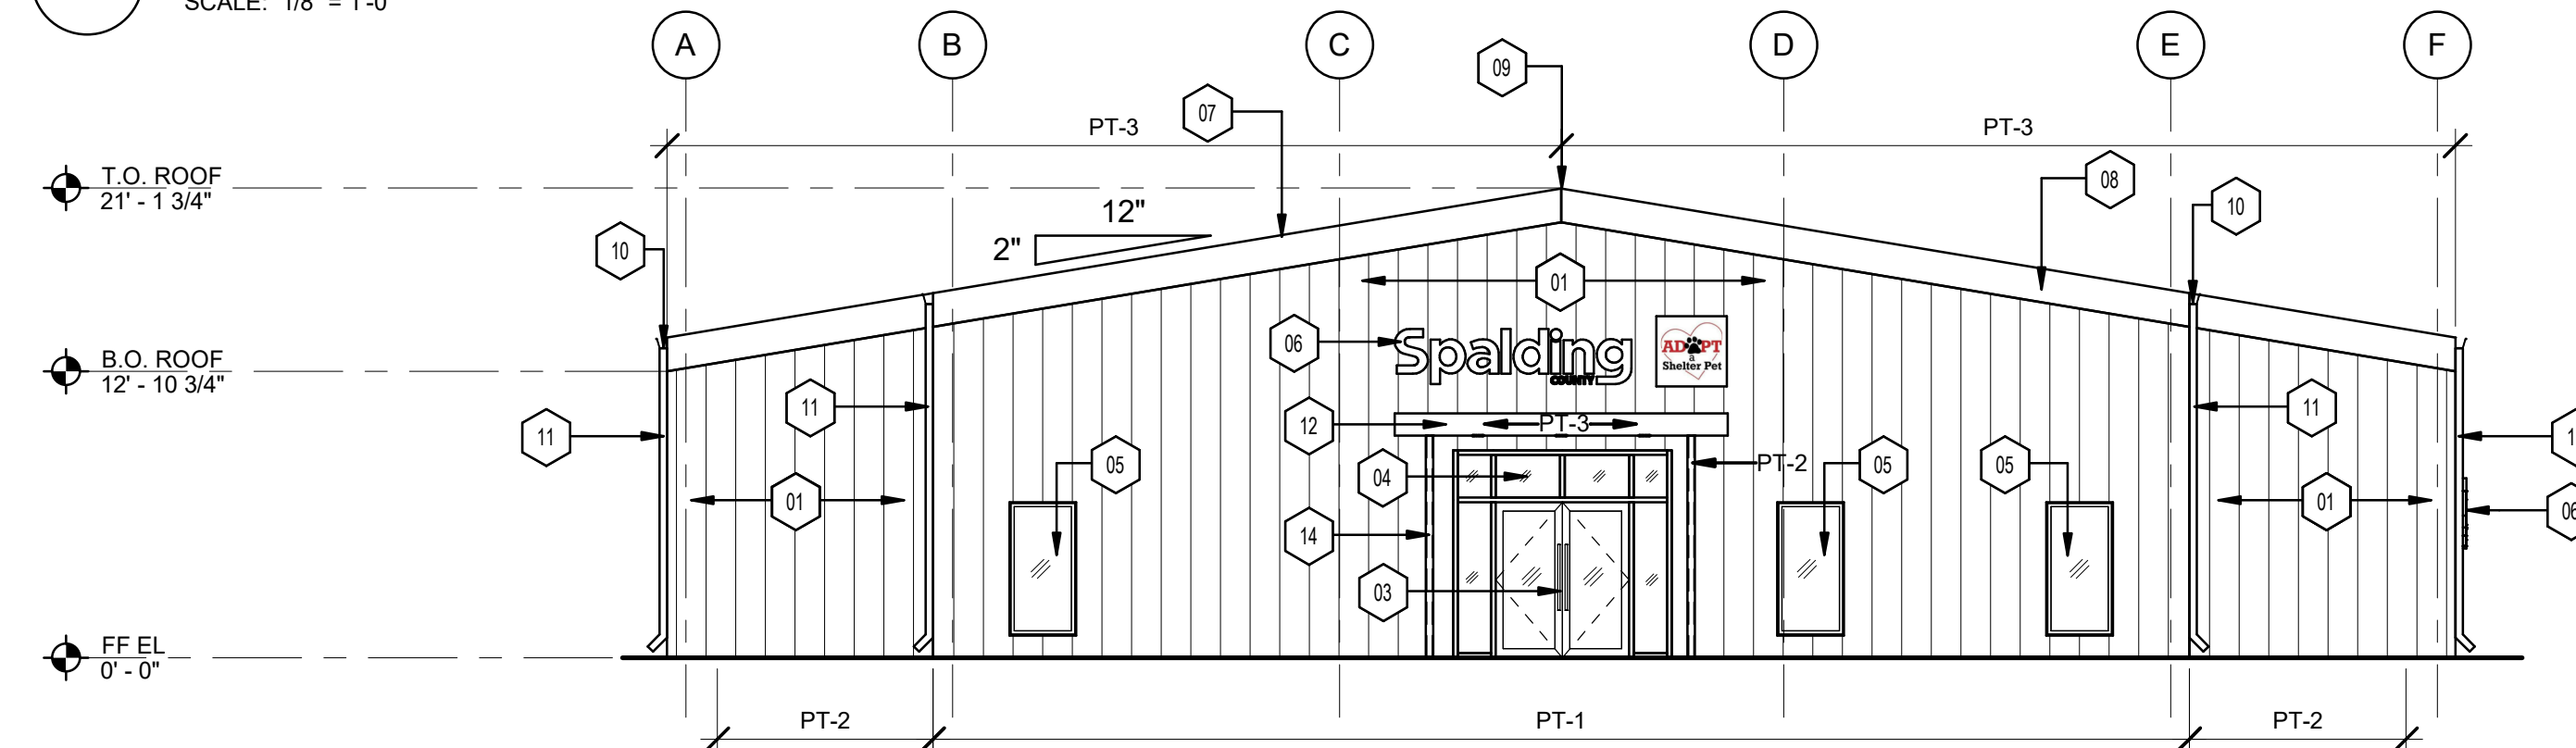 SCALE: 1/8" = 1'-0"
A B C D E F
09
07
PT-3 PT-3
T.O. ROOF
21' - 1 3/4"
08
12"
2"
10 10
01
06
Spalding
COUNTY
ADOPT
a
Shelter Pet
B.O. ROOF
12' - 10 3/4"
11 11 11
12 PT-3
05 04 PT-2 05 05
01 01
14
03
06
FF EL
0' - 0"
PT-2 PT-1 PT-2